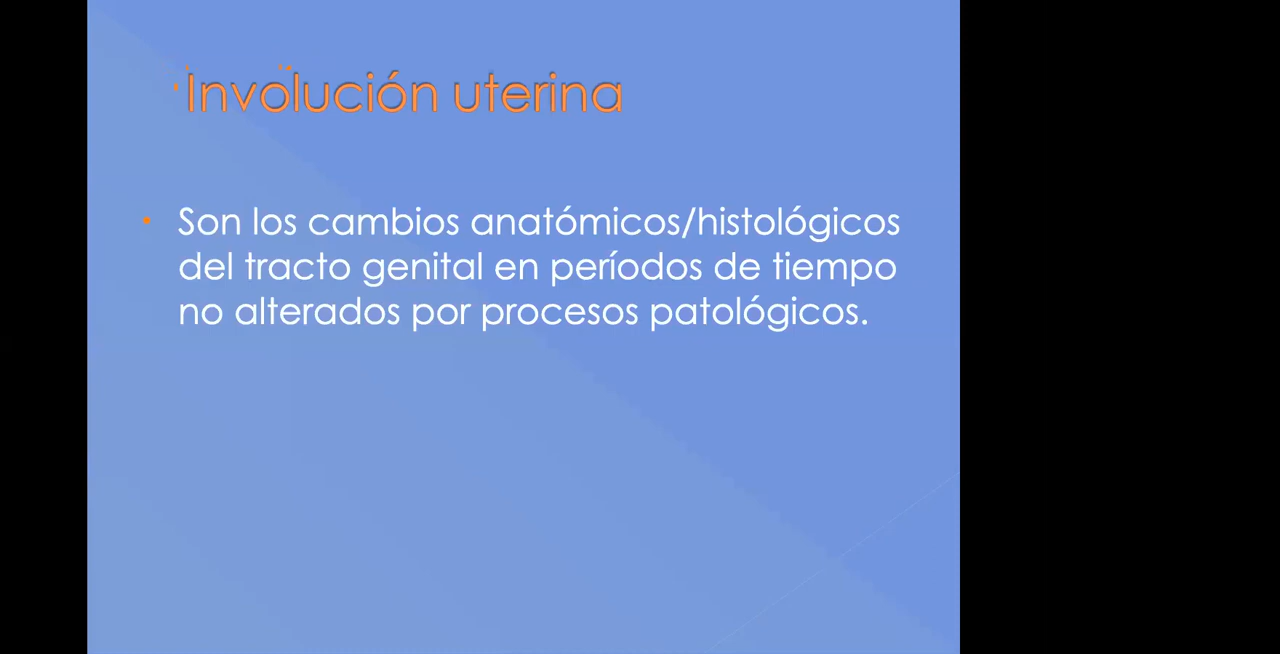 Involución uterina
Son los cambios anatómicos/histológicos
del tracto genital en períodos de tiempo
no alterados por procesos patológicos.